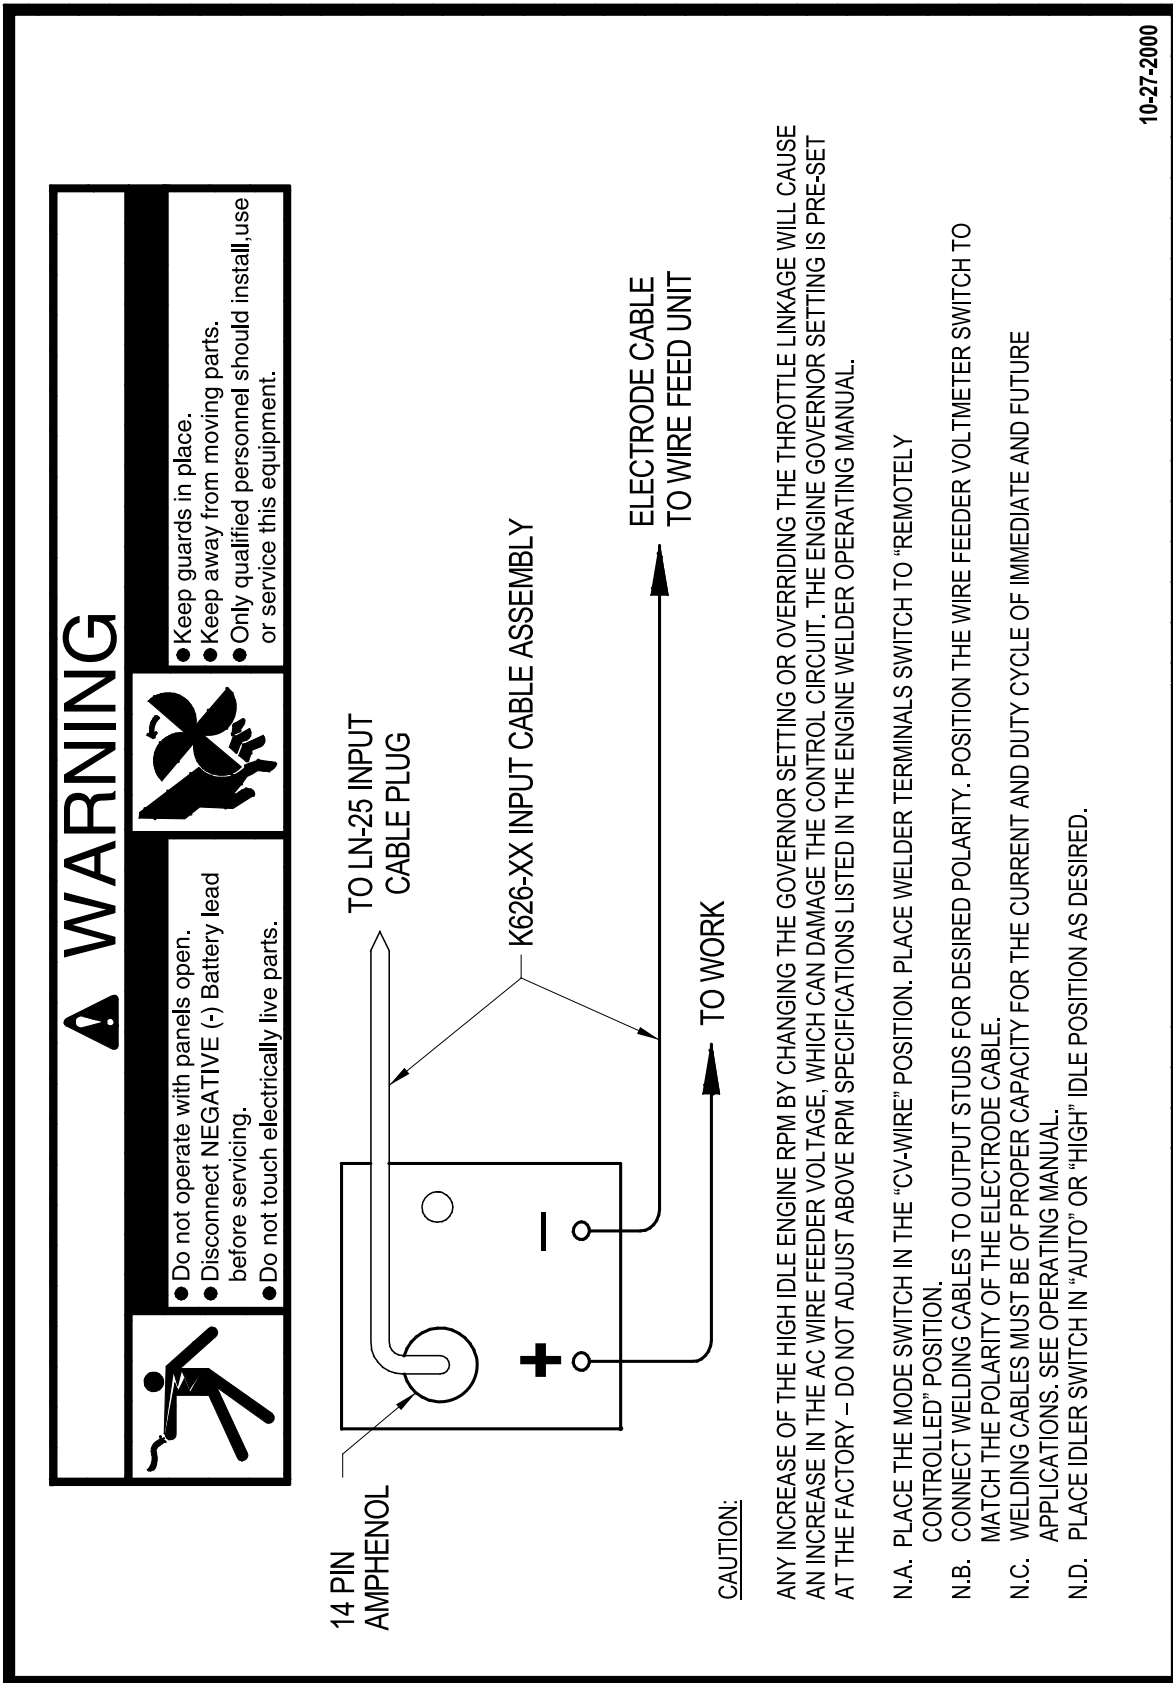 WARNING
● Do not operate with panels open.
● Disconnect NEGATIVE (-) Battery lead
before servicing.
● Do not touch electrically live parts.
● Keep guards in place.
● Keep away from moving parts.
● Only qualified personnel should install,use
or service this equipment.
14 PIN
AMPHENOL
TO LN-25 INPUT
CABLE PLUG
K626-XX INPUT CABLE ASSEMBLY
+
−
ELECTRODE CABLE
TO WIRE FEED UNIT
TO WORK
CAUTION:
ANY INCREASE OF THE HIGH IDLE ENGINE RPM BY CHANGING THE GOVERNOR SETTING OR OVERRIDING THE THROTTLE LINKAGE WILL CAUSE
AN INCREASE IN THE AC WIRE FEEDER VOLTAGE, WHICH CAN DAMAGE THE CONTROL CIRCUIT. THE ENGINE GOVERNOR SETTING IS PRE-SET
AT THE FACTORY – DO NOT ADJUST ABOVE RPM SPECIFICATIONS LISTED IN THE ENGINE WELDER OPERATING MANUAL.
N.A. PLACE THE MODE SWITCH IN THE "CV-WIRE" POSITION. PLACE WELDER TERMINALS SWITCH TO "REMOTELY
CONTROLLED" POSITION.
N.B. CONNECT WELDING CABLES TO OUTPUT STUDS FOR DESIRED POLARITY. POSITION THE WIRE FEEDER VOLTMETER SWITCH TO
MATCH THE POLARITY OF THE ELECTRODE CABLE.
N.C. WELDING CABLES MUST BE OF PROPER CAPACITY FOR THE CURRENT AND DUTY CYCLE OF IMMEDIATE AND FUTURE
APPLICATIONS. SEE OPERATING MANUAL.
N.D. PLACE IDLER SWITCH IN "AUTO" OR "HIGH" IDLE POSITION AS DESIRED.
10-27-2000